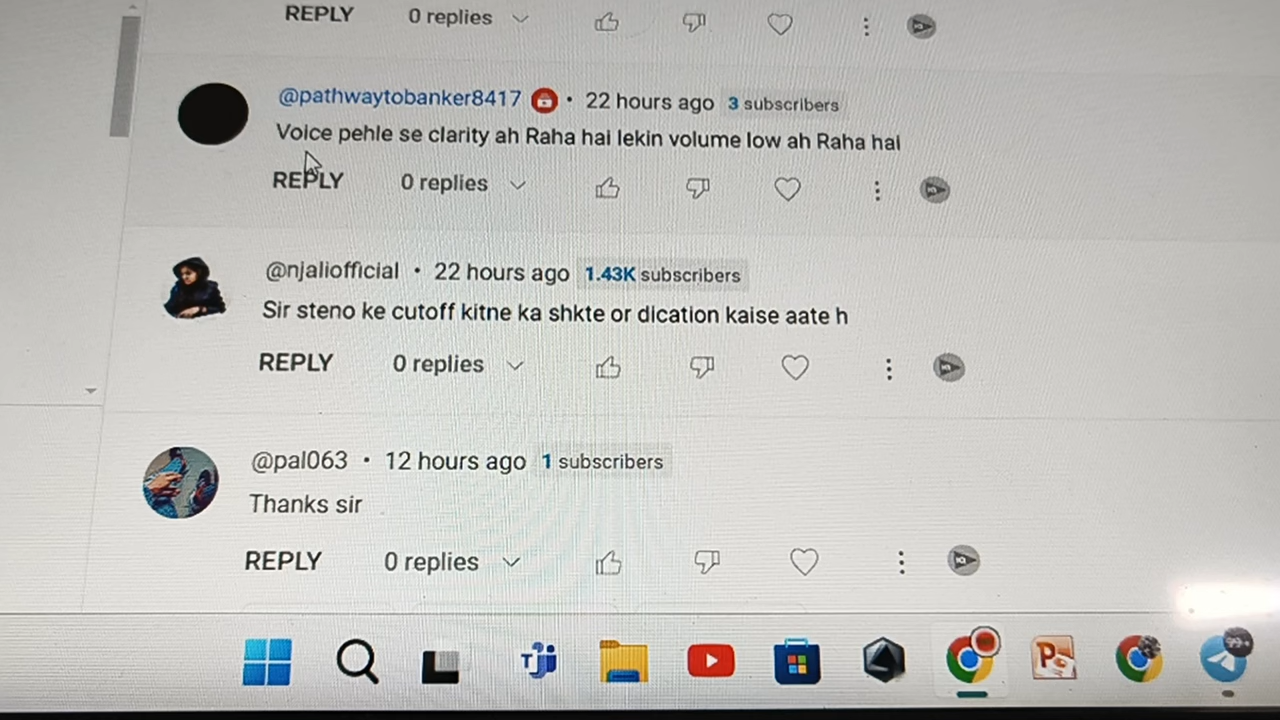 REPLY 0 replies
@pathwaytobanker8417 • 22 hours ago 3 subscribers
Voice pehle se clarity ah Raha hai lekin volume low ah Raha hai
REPLY 0 replies
@njaliofficial • 22 hours ago 1.43K subscribers
Sir steno ke cutoff kitne ka shkte or dication kaise aate h
REPLY 0 replies
@pal063 • 12 hours ago 1 subscribers
Thanks sir
REPLY 0 replies
99+